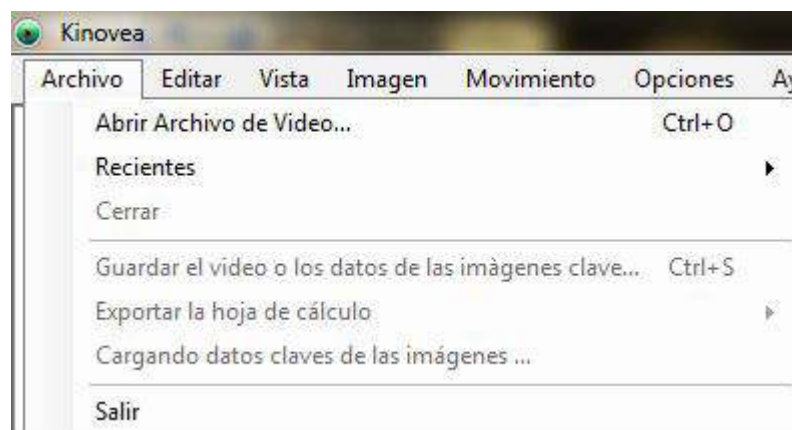 Kinovea
Archivo Editar Vista Imagen Movimiento Opciones Ay
Abrir Archivo de Video... Ctrl+O
Recientes
Cerrar
Guardar el video o los datos de las imàgenes clave... Ctrl+S
Exportar la hoja de cálculo
Cargando datos claves de las imágenes ...
Salir